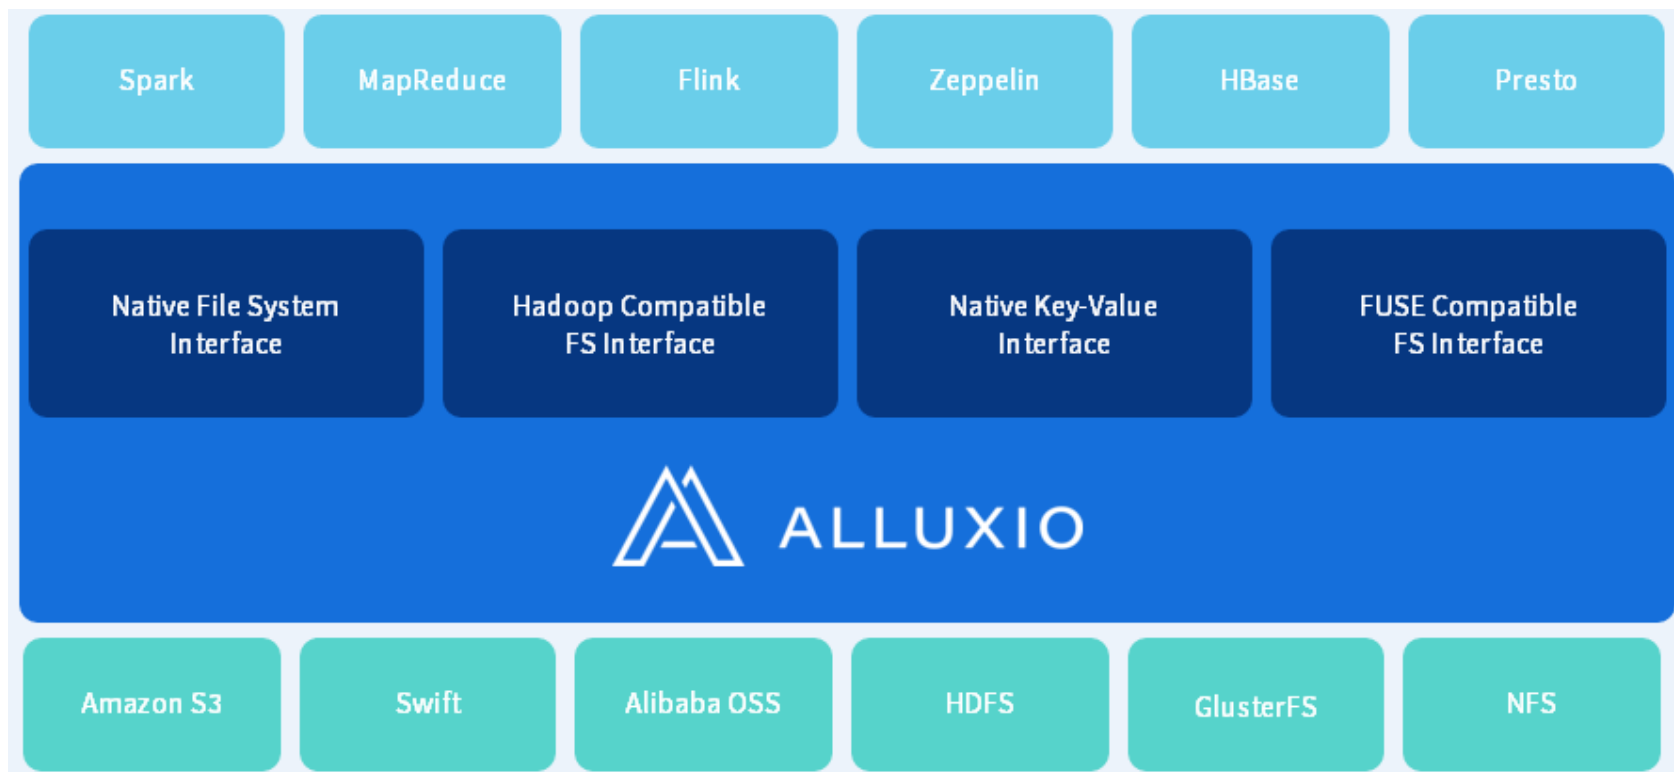 Spark
MapReduce
Flink
Zeppelin
HBase
Presto
Native File System
Interface
Hadoop Compatible
FS Interface
Native Key-Value
Interface
FUSE Compatible
FS Interface
ALLUXIO
Amazon S3
Swift
Alibaba OSS
HDFS
GlusterFS
NFS